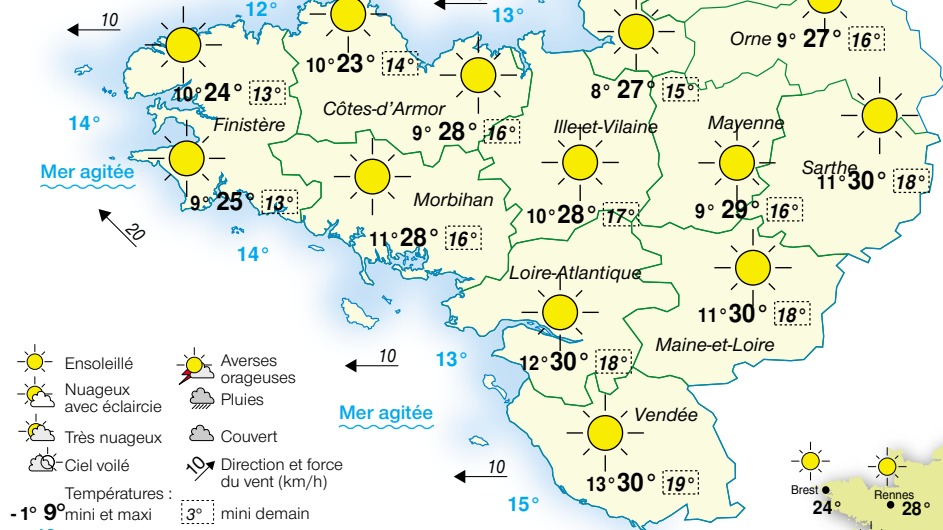 12°
10
13°
Orne 9° 27° 16°
10° 23° 14°
10° 24° 13°
8° 27° 15°
Côtes-d'Armor
14°
Finistère
9° 28° 16°
Ille-et-Vilaine
Mayenne
Mer agitée
Sarthe
11° 30° 18°
9° 25° 13°
Morbihan
10° 28° 17°
9° 29° 16°
20
14°
11° 28° 16°
Loire-Atlantique
11° 30° 18°
Maine-et-Loire
10
13°
12° 30° 18°
Mer agitée
Vendée
10
13° 30° 19°
15°
Ensoleillé
Nuageux
avec éclaircie
Très nuageux
Ciel voilé
Averses
orageuses
Pluies
Couvert
10
Direction et force
du vent (km/h)
Températures :
-1° 9° mini et maxi
3° mini demain
Brest
24°
Rennes
28°